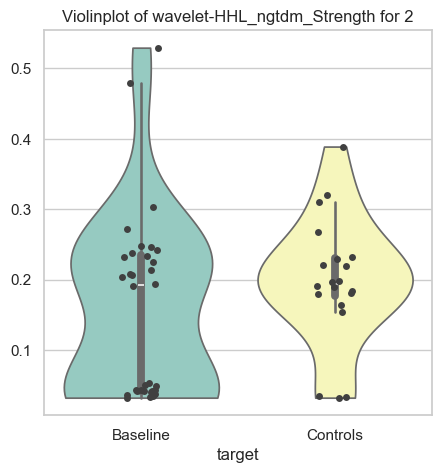 Violinplot of wavelet-HHL_ngtdm_Strength for 2
0.5
0.4
0.3
0.2
0.1
Baseline
Controls
target